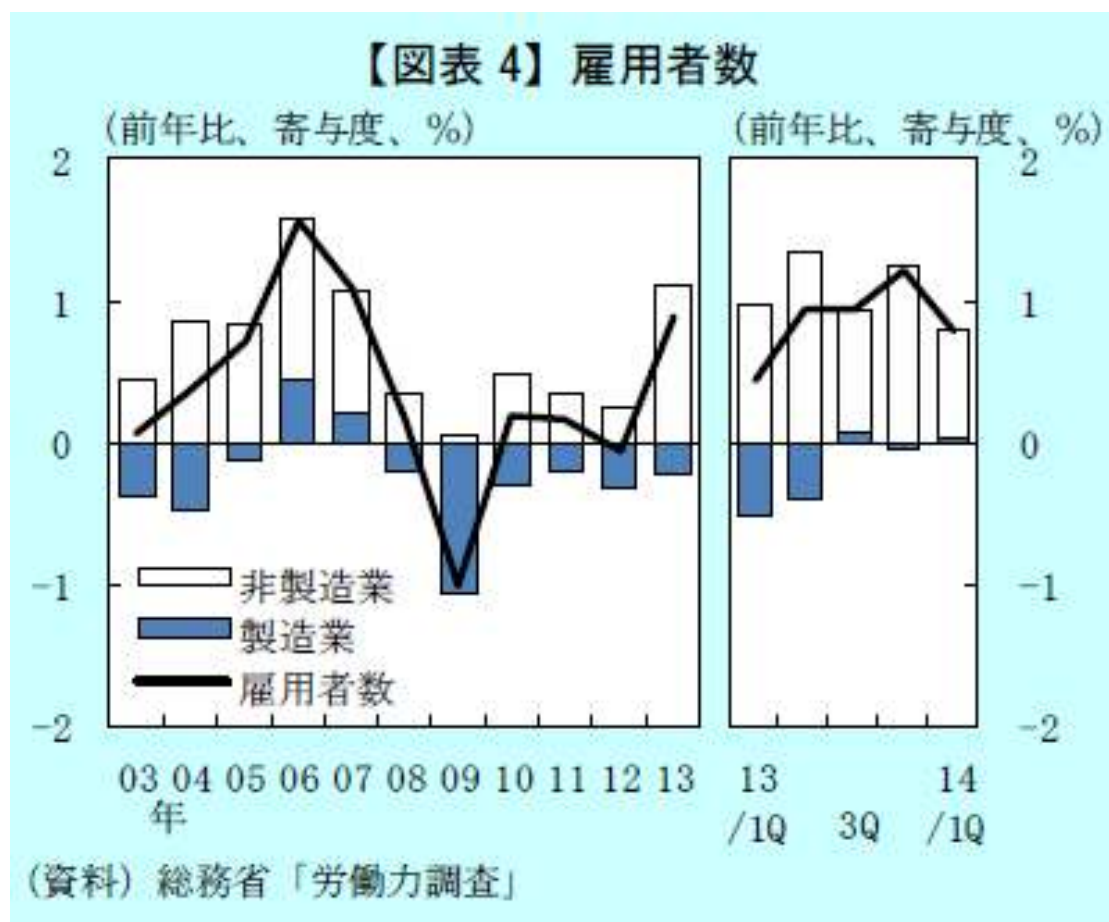 【図表 4】雇用者数
(前年比、寄与度、%)
(前年比、寄与度、%)
2
1
0
-1
-2
2
1
0
-1
-2
非製造業
製造業
雇用者数
03 04 05 06 07 08 09 10 11 12 13
年
13 14
/1Q 3Q /1Q
(資料) 総務省「労働力調査」